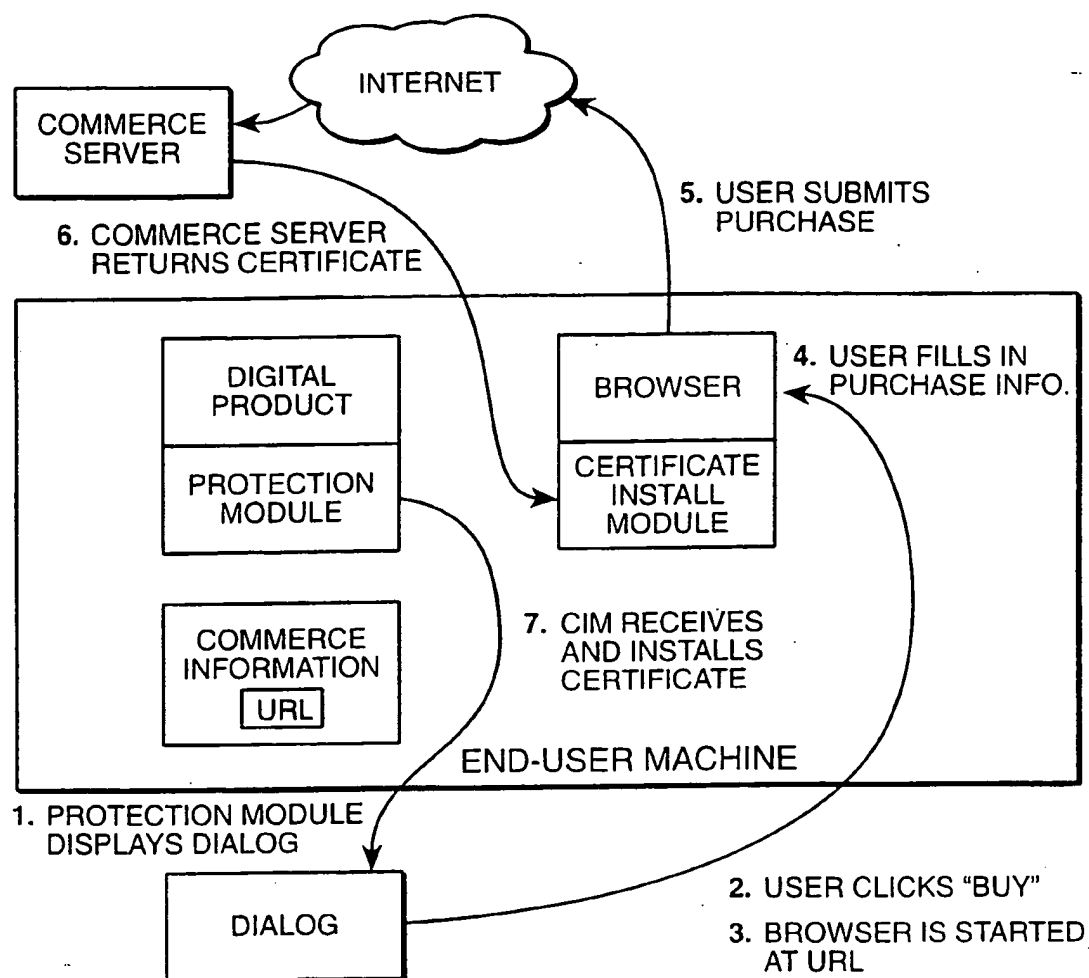 INTERNET
COMMERCE
SERVER
5. USER SUBMITS
PURCHASE
6. COMMERCE SERVER
RETURNS CERTIFICATE
DIGITAL
PRODUCT
BROWSER
4. USER FILLS IN
PURCHASE INFO.
PROTECTION
MODULE
CERTIFICATE
INSTALL
MODULE
COMMERCE
INFORMATION
URL
7. CIM RECEIVES
AND INSTALLS
CERTIFICATE
END-USER MACHINE
1. PROTECTION MODULE
DISPLAYS DIALOG
DIALOG
2. USER CLICKS “BUY”
3. BROWSER IS STARTED
AT URL